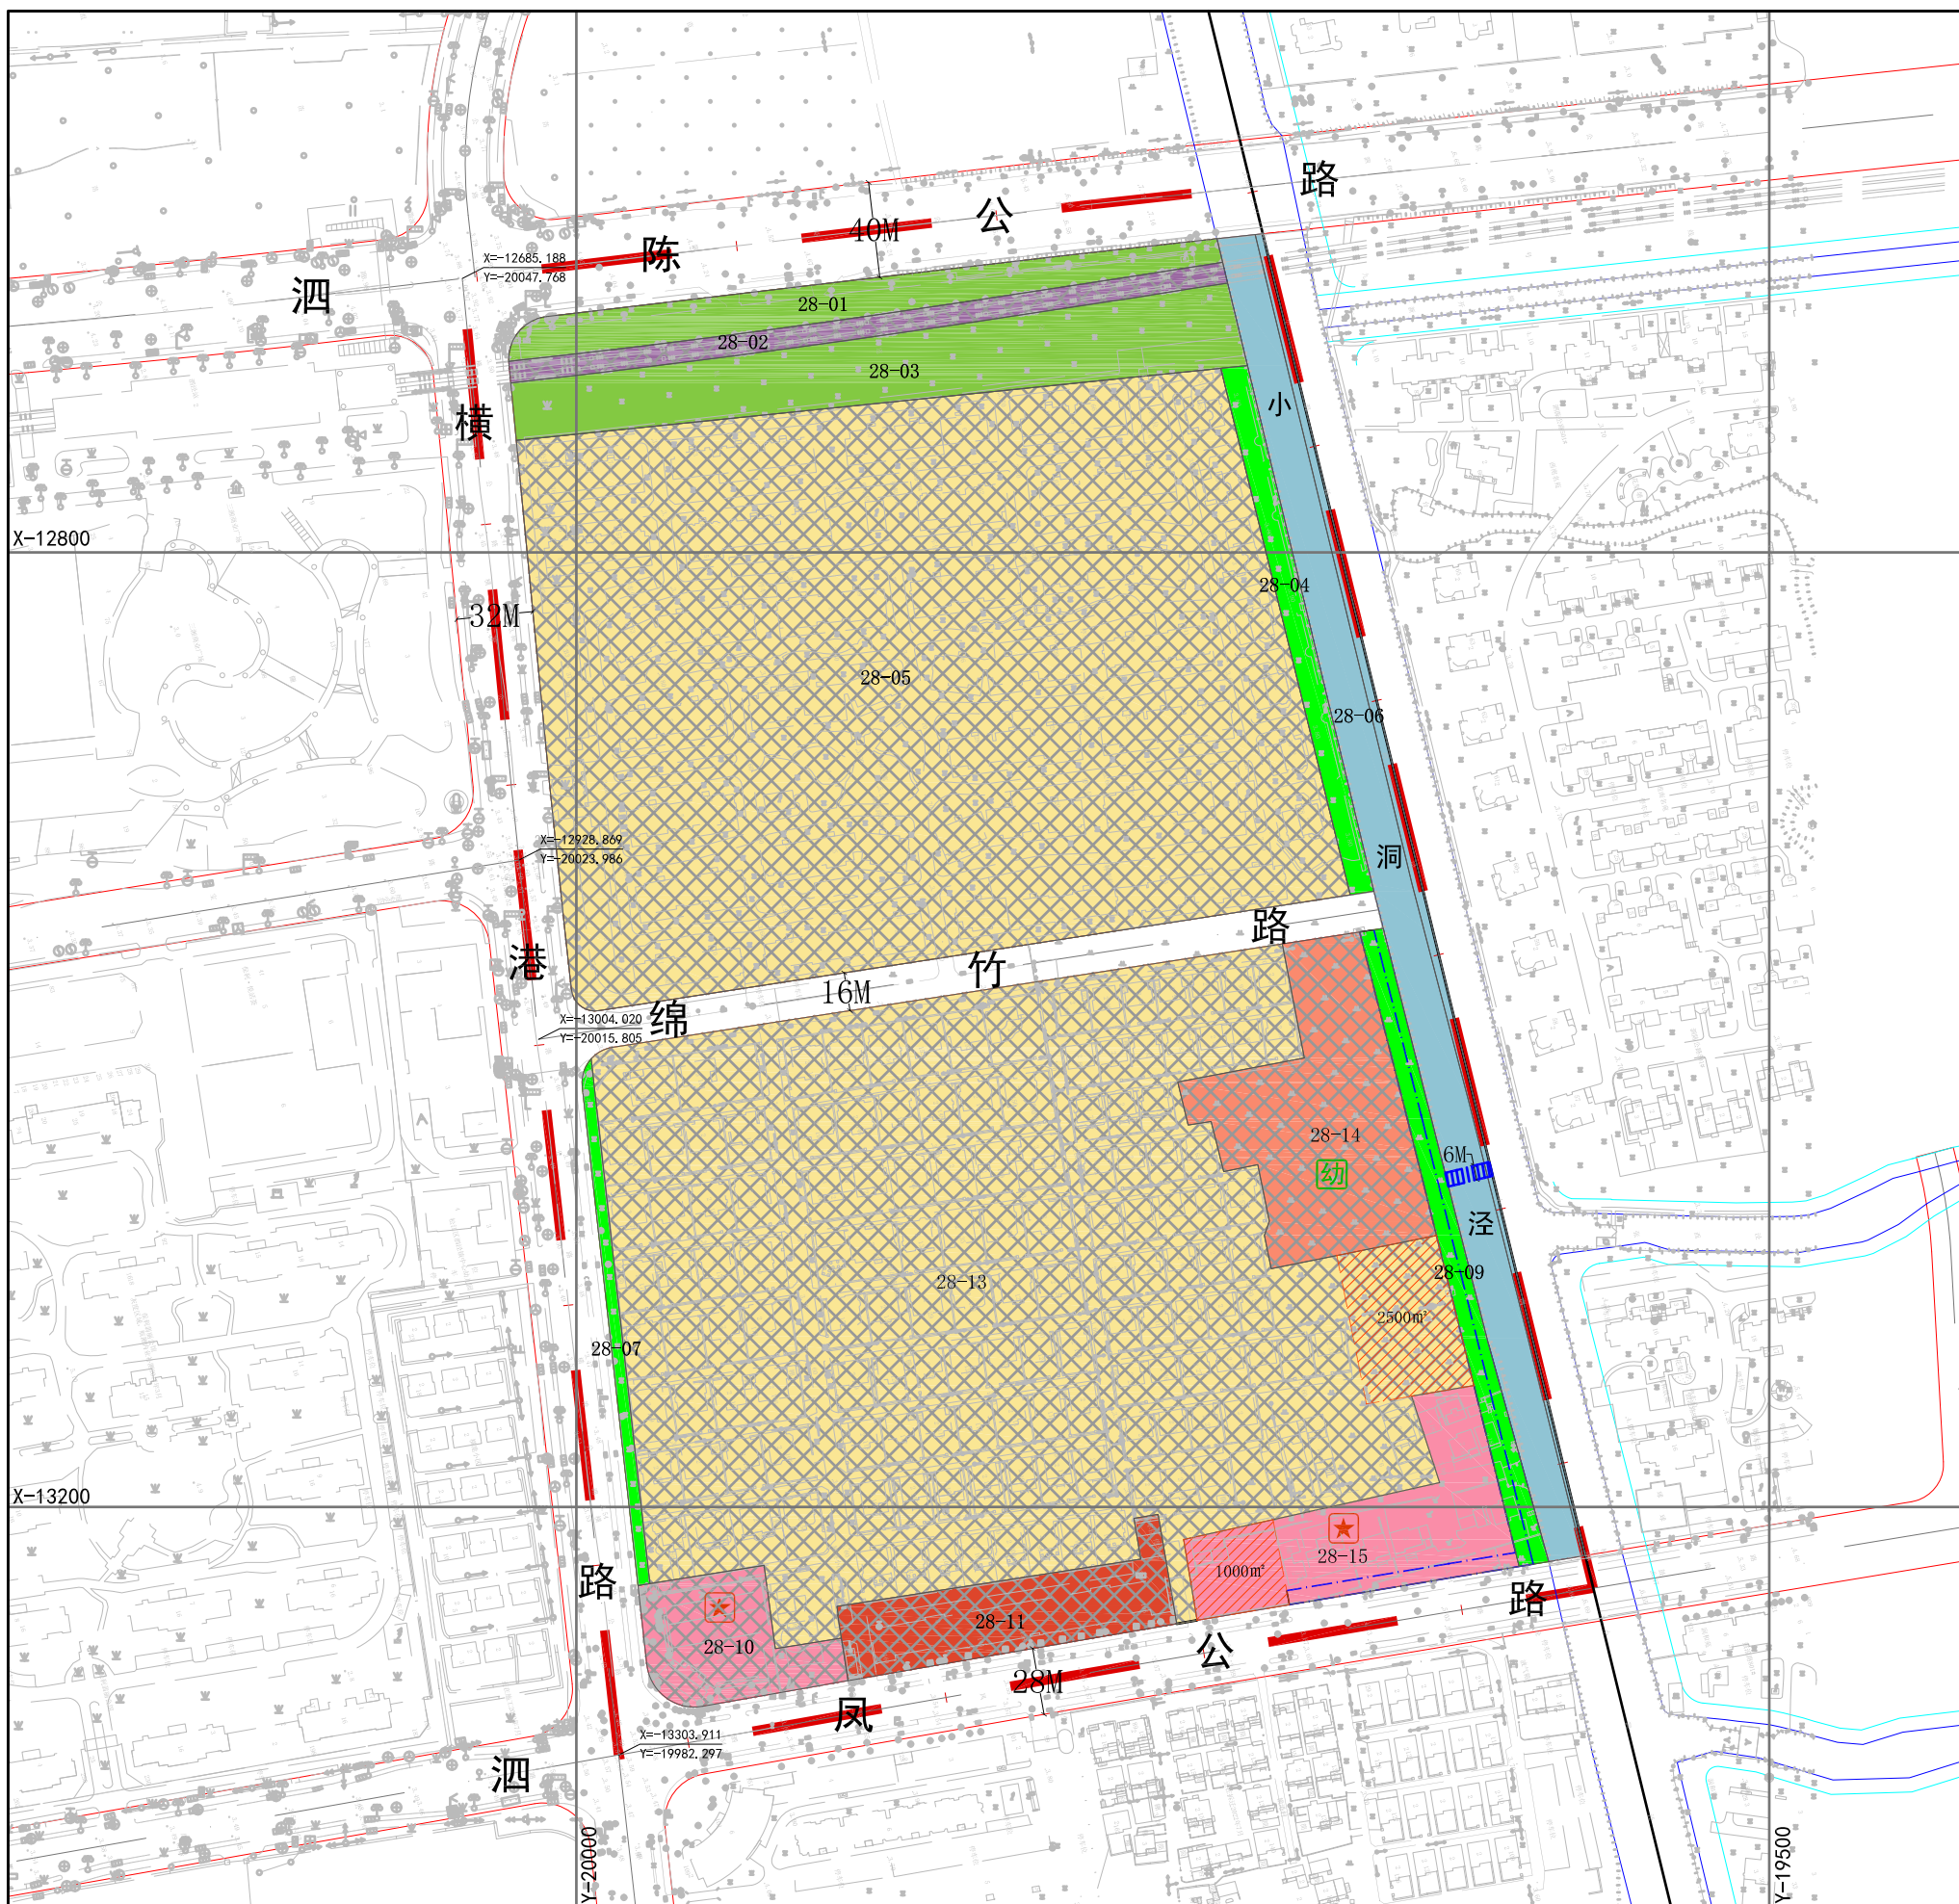 路
公
40M
陈
X=-12685.188
Y=-20047.768
泗
28-01
28-02
28-03
小
横
X-12800
28-04
32M
28-05
28-06
X=-12928.869
Y=-20023.986
洞
路
港
竹
16M
绵
X=-13004.020
Y=-20015.805
28-14
6M
幼
泾
28-09
28-13
2500㎡
28-07
X-13200
28-15
1000㎡
路
路
28-11
28-10
公
28M
凤
X=-13303.911
Y=-19982.297
泗
Y-20000
Y-19500